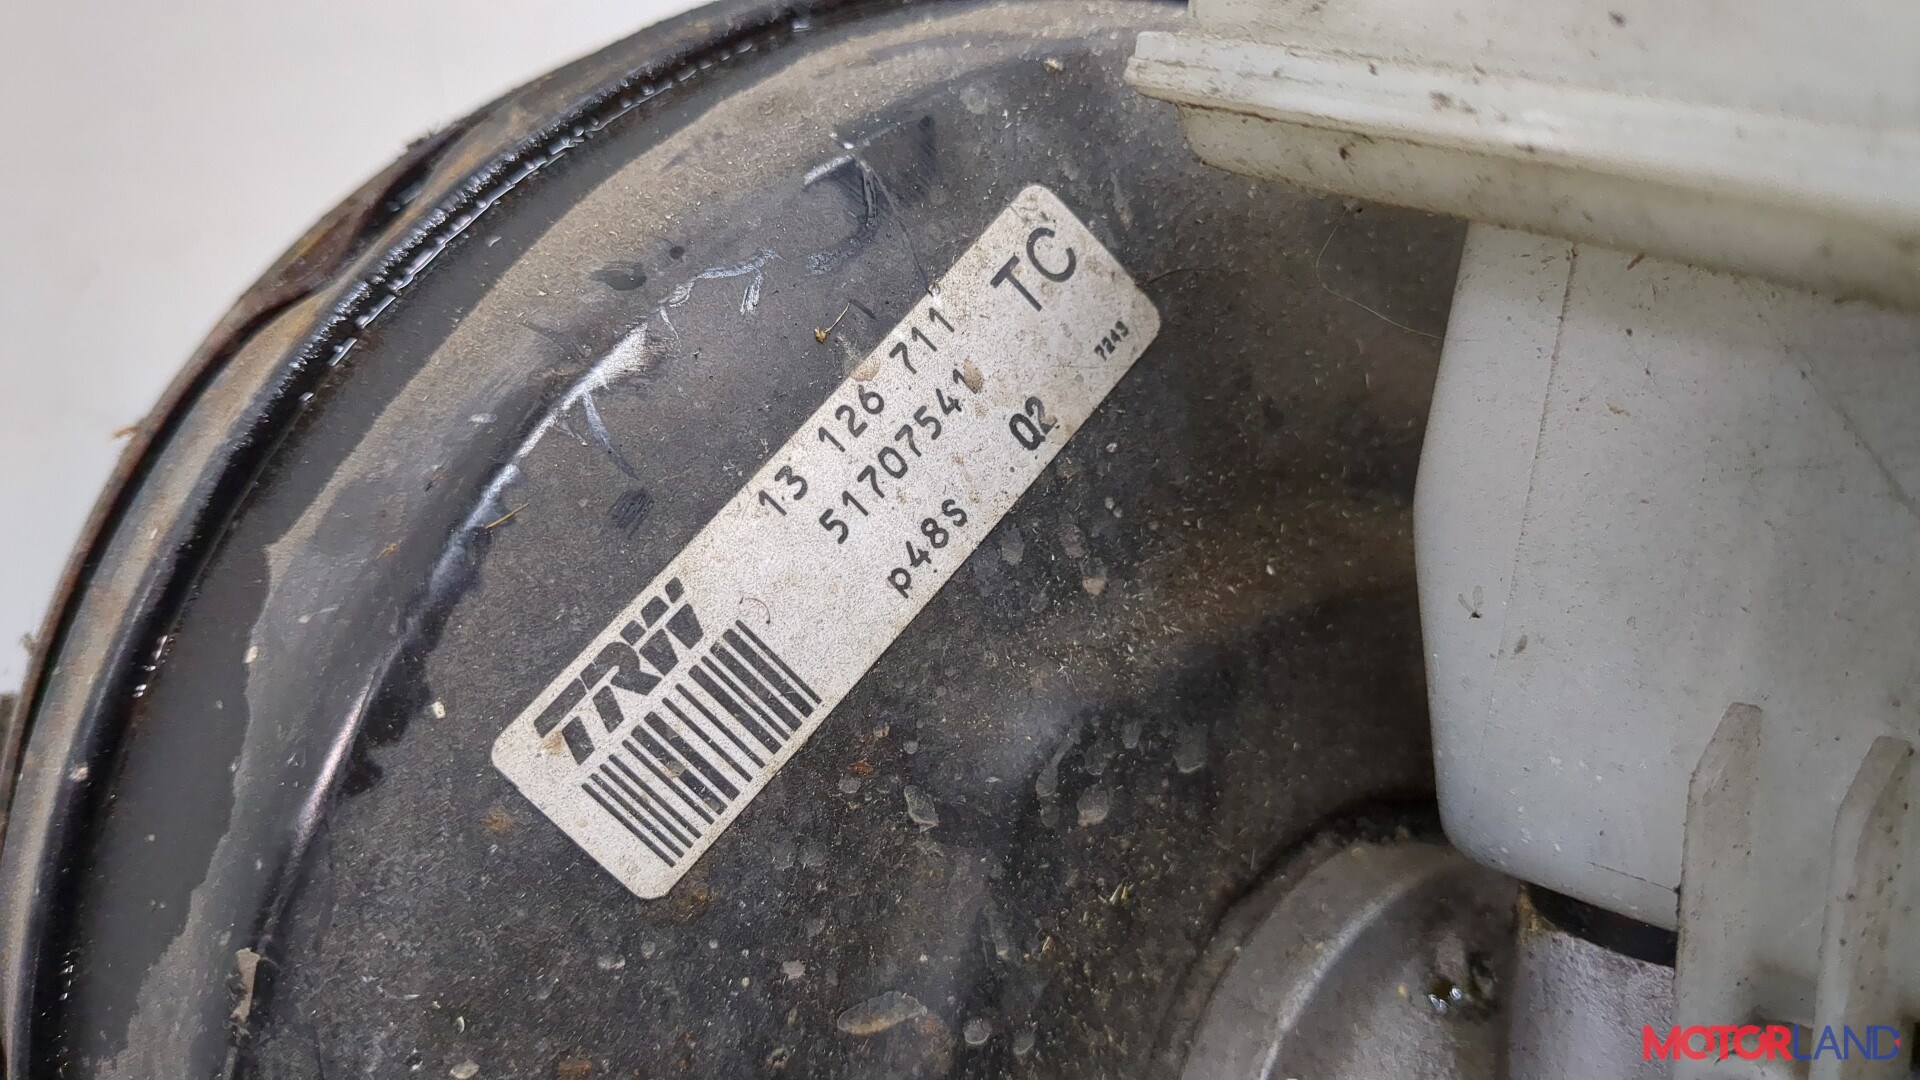 13 126 711 TC
51707541
p48S Q2 7243
TRW
MOTORLAND